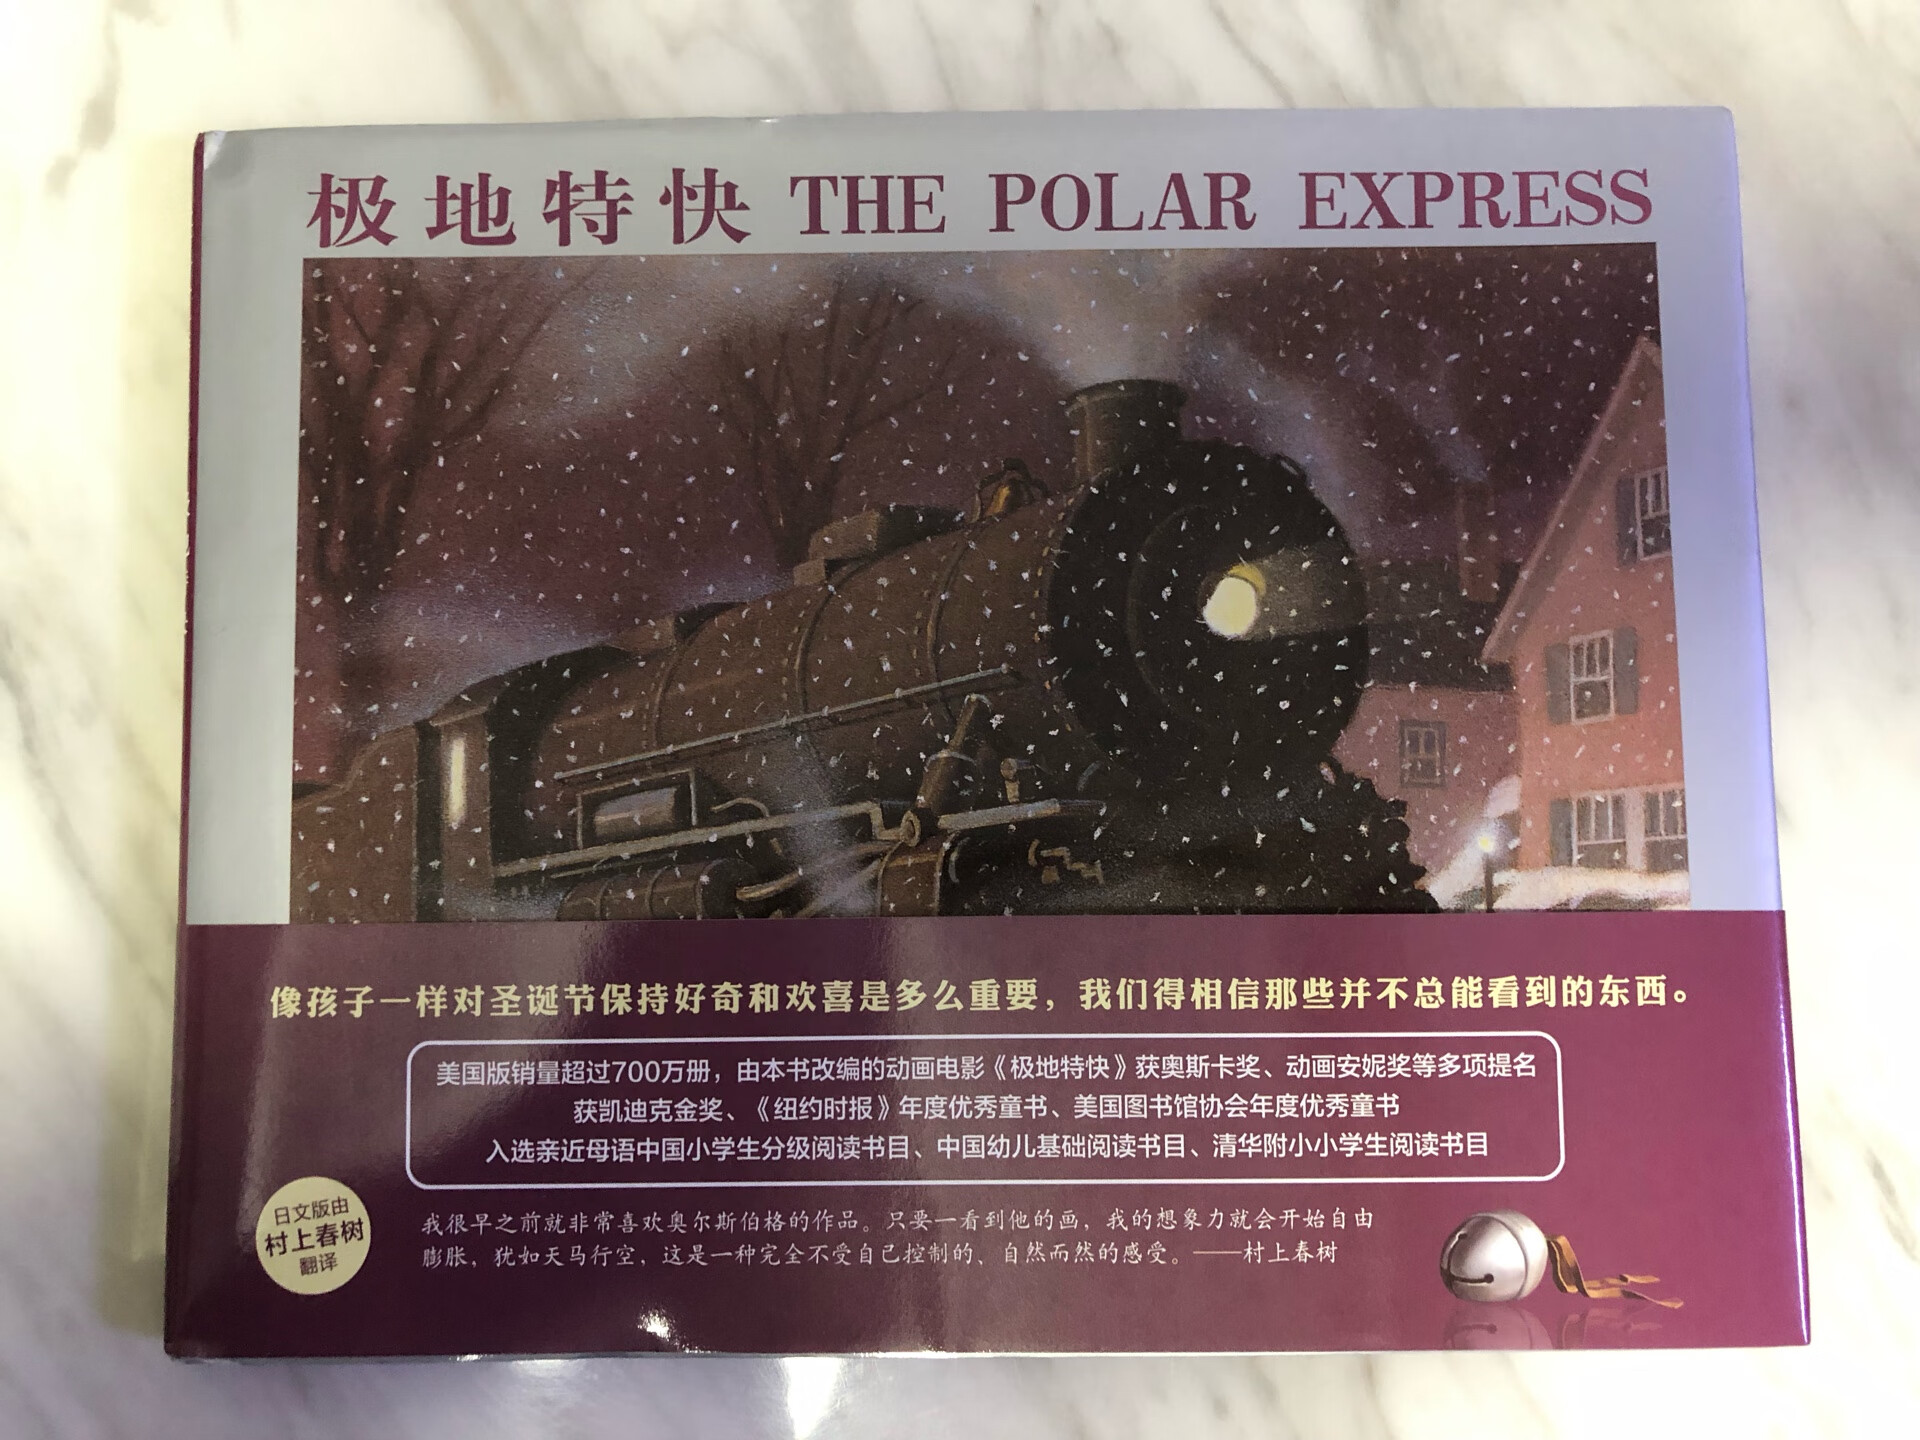 极地特快 THE POLAR EXPRESS
像孩子一样对圣诞节保持好奇和欢喜是多么重要，我们得相信那些并不总能看到的东西。
美国版销量超过700万册，由本书改编的动画电影《极地特快》获奥斯卡奖、动画安妮奖等多项提名
获凯迪克金奖、《纽约时报》年度优秀童书、美国图书馆协会年度优秀童书
入选亲近母语中国小学生分级阅读书目、中国幼儿基础阅读书目、清华附小小学生阅读书目
日文版由
村上春树
翻译
我很早之前就非常喜欢奥尔斯伯格的作品。只要一看到他的画，我的想象力就会开始自由
膨胀，犹如天马行空，这是一种完全不受自己控制的、自然而然的感受。——村上春树